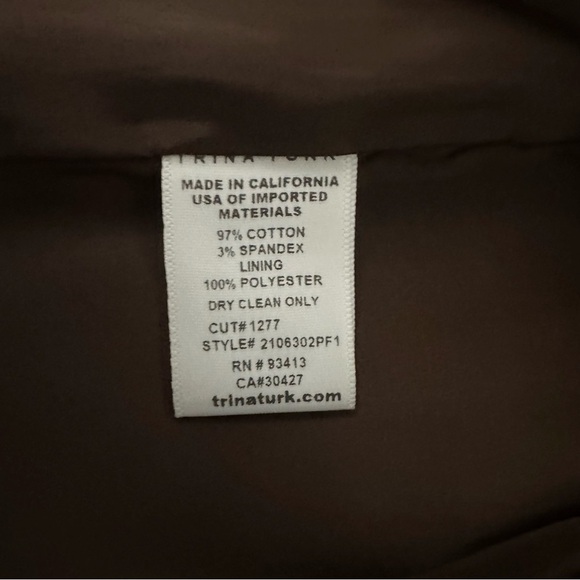 TRINA TURK
MADE IN CALIFORNIA
USA OF IMPORTED
MATERIALS
97% COTTON
3% SPANDEX
LINING
100% POLYESTER
DRY CLEAN ONLY
CUT# 1277
STYLE# 2106302PF1
RN # 93413
CA#30427
trinaturk.com